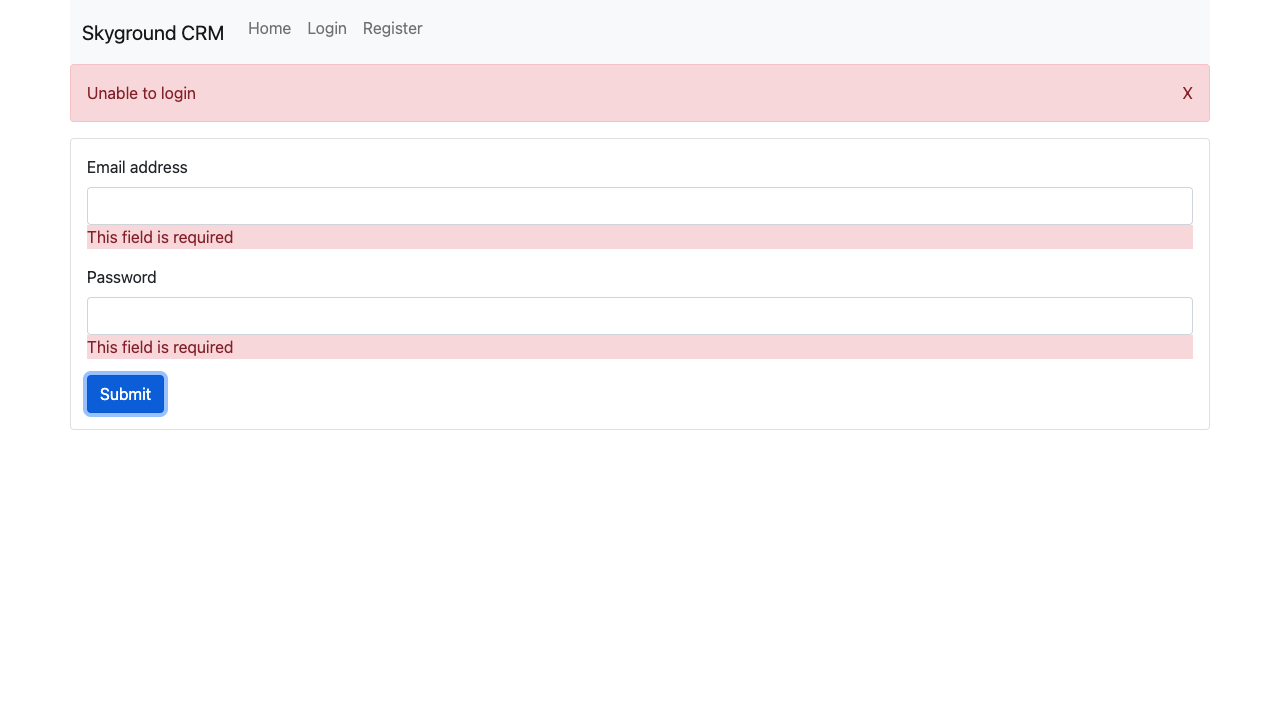 Skyground CRM Home Login Register
Unable to login X
Email address
This field is required
Password
This field is required
Submit